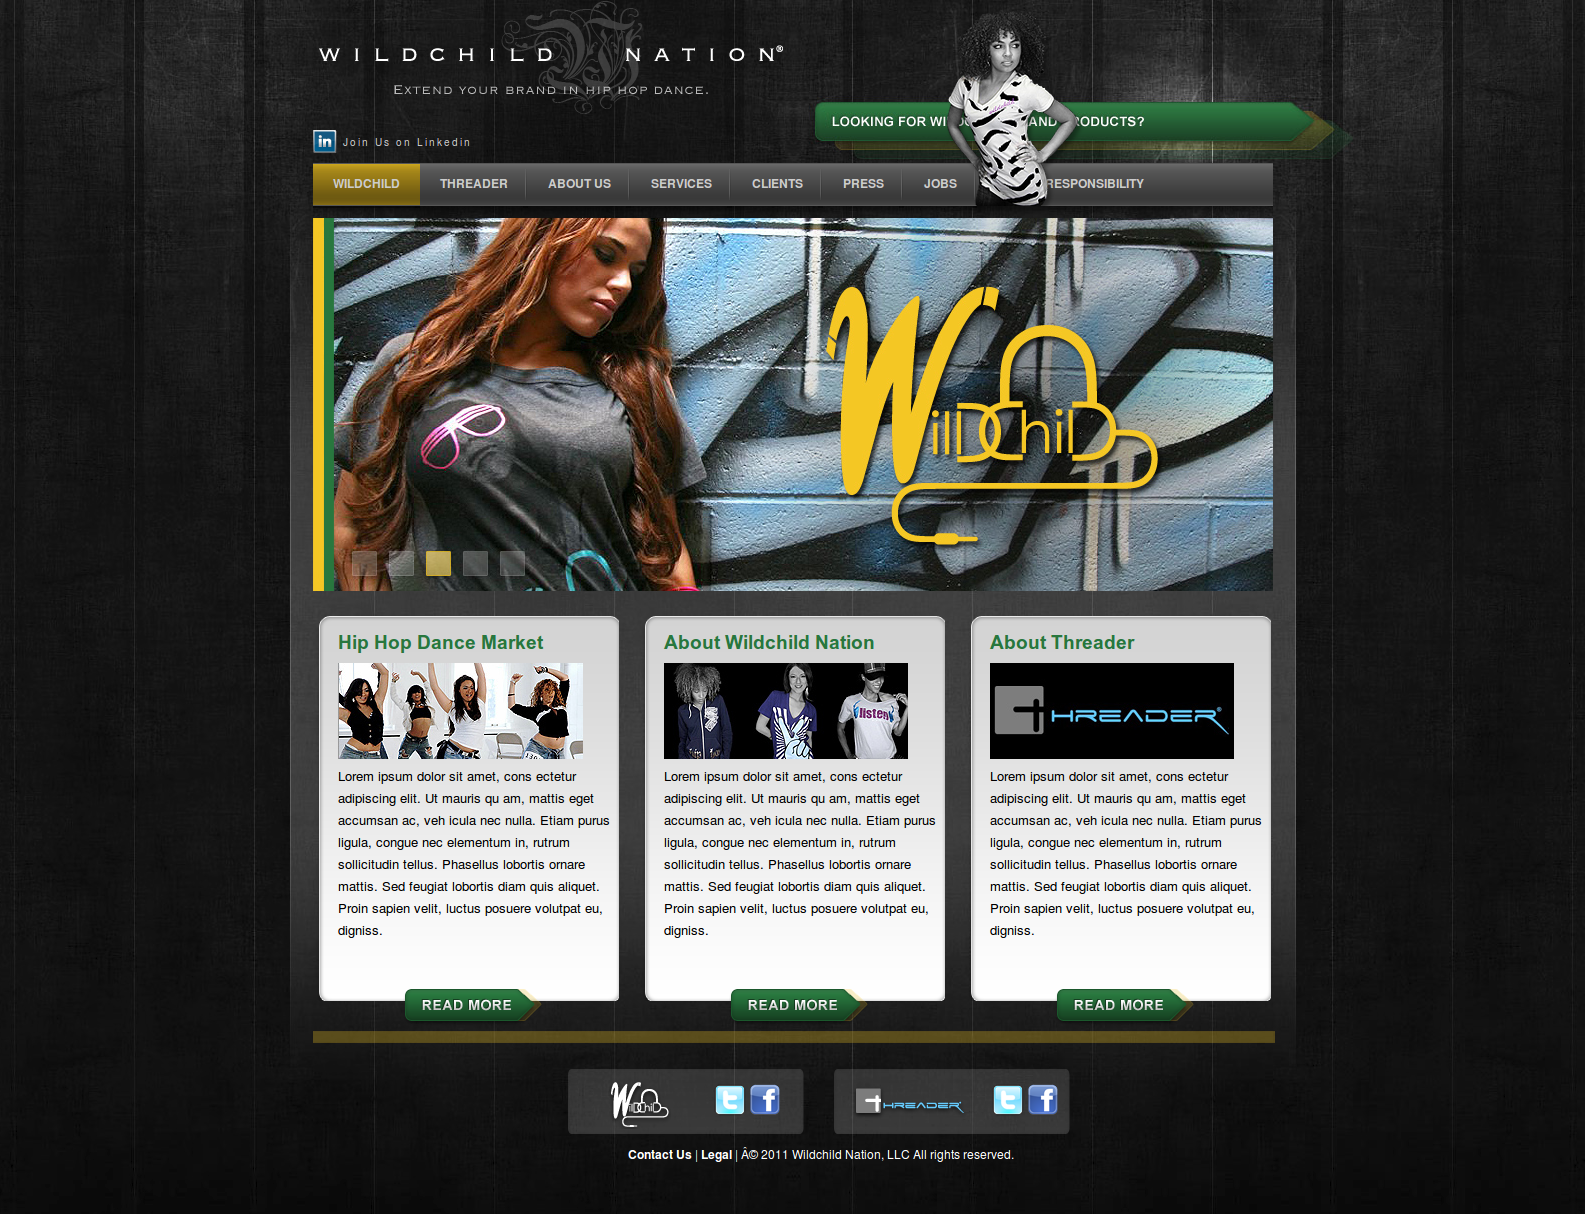 WILDCHILD NATION®
EXTEND YOUR BRAND IN HIP HOP DANCE.
LOOKING FOR WI AND RODUCTS?
in Join Us on Linkedin
WILDCHILD THREADER ABOUT US SERVICES CLIENTS PRESS JOBS RESPONSIBILITY
WildChilD
Hip Hop Dance Market
Lorem ipsum dolor sit amet, cons ectetur
adipiscing elit. Ut mauris qu am, mattis eget
accumsan ac, veh icula nec nulla. Etiam purus
ligula, congue nec elementum in, rutrum
sollicitudin tellus. Phasellus lobortis ornare
mattis. Sed feugiat lobortis diam quis aliquet.
Proin sapien velit, luctus posuere volutpat eu,
digniss.
READ MORE
About Wildchild Nation
listen
Lorem ipsum dolor sit amet, cons ectetur
adipiscing elit. Ut mauris qu am, mattis eget
accumsan ac, veh icula nec nulla. Etiam purus
ligula, congue nec elementum in, rutrum
sollicitudin tellus. Phasellus lobortis ornare
mattis. Sed feugiat lobortis diam quis aliquet.
Proin sapien velit, luctus posuere volutpat eu,
digniss.
READ MORE
About Threader
THREADER®
Lorem ipsum dolor sit amet, cons ectetur
adipiscing elit. Ut mauris qu am, mattis eget
accumsan ac, veh icula nec nulla. Etiam purus
ligula, congue nec elementum in, rutrum
sollicitudin tellus. Phasellus lobortis ornare
mattis. Sed feugiat lobortis diam quis aliquet.
Proin sapien velit, luctus posuere volutpat eu,
digniss.
READ MORE
WildChilD t f THREADER t f
Contact Us | Legal | Â© 2011 Wildchild Nation, LLC All rights reserved.